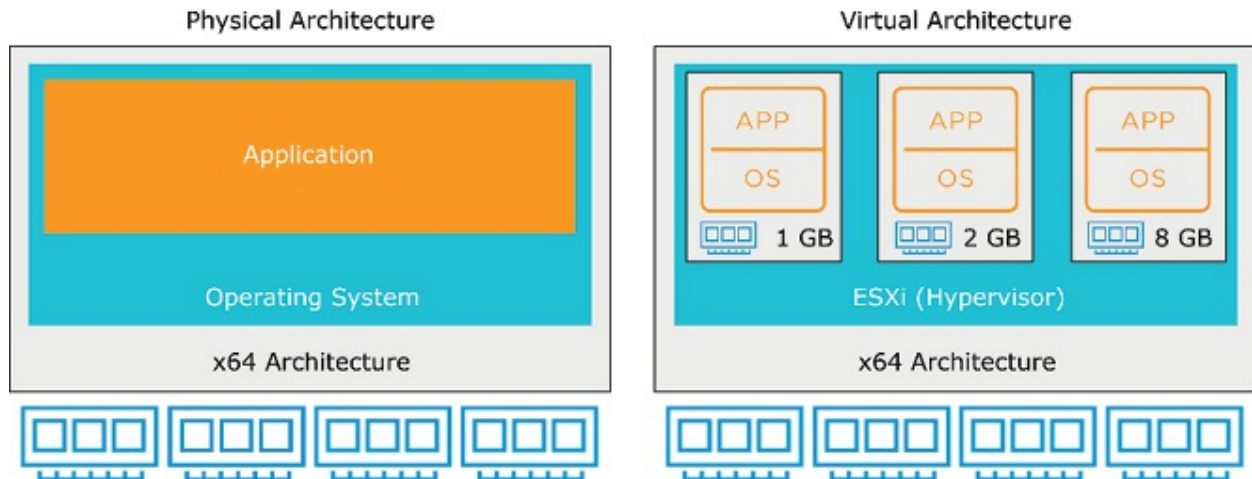 Physical Architecture
Application
Operating System
x64 Architecture
Virtual Architecture
APP
OS
1 GB
APP
OS
2 GB
APP
OS
8 GB
ESXi (Hypervisor)
x64 Architecture